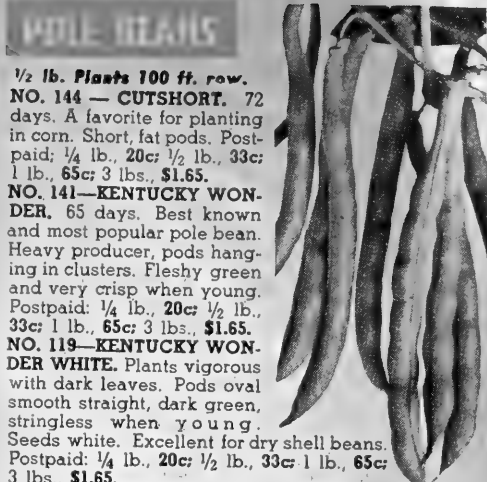 POLE BEANS
½ lb. Plants 100 ft. row.
NO. 144 — CUTSHORT. 72
days. A favorite for planting
in corn. Short, fat pods. Post-
paid; ¼ lb., 20c; ½ lb., 33c;
1 lb., 65c; 3 lbs., $1.65.
NO. 141—KENTUCKY WON-
DER. 65 days. Best known
and most popular pole bean.
Heavy producer, pods hang-
ing in clusters. Fleshy green
and very crisp when young.
Postpaid: ¼ lb., 20c; ½ lb.,
33c; 1 lb., 65c; 3 lbs., $1.65.
NO. 119—KENTUCKY WON-
DER WHITE. Plants vigorous
with dark leaves. Pods oval
smooth straight, dark green,
stringless when young.
Seeds white. Excellent for dry shell beans.
Postpaid: ¼ lb., 20c; ½ lb., 33c; 1 lb., 65c;
3 lbs., $1.65.